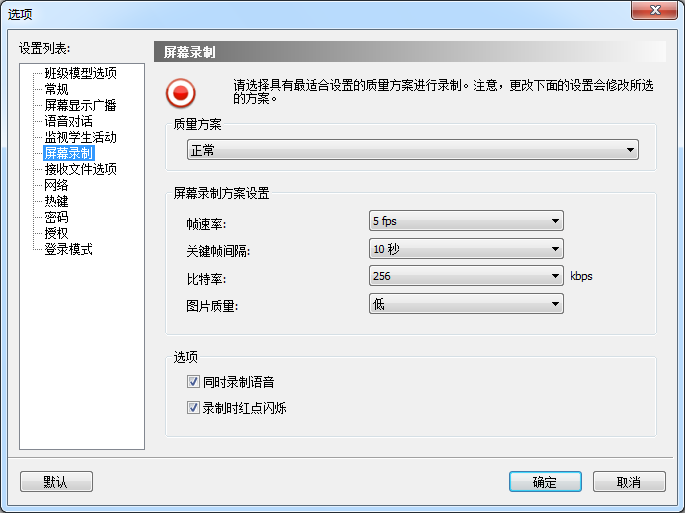 选项
设置列表:
班级模型选项
常规
屏幕显示广播
语音对话
监视学生活动
屏幕录制
接收文件选项
网络
热键
密码
授权
登录模式
屏幕录制
请选择具有最适合设置的质量方案进行录制。注意，更改下面的设置会修改所选
的方案。
质量方案
正常
屏幕录制方案设置
帧速率: 5 fps
关键帧间隔: 10 秒
比特率: 256 kbps
图片质量: 低
选项
同时录制语音
录制时红点闪烁
默认 确定 取消